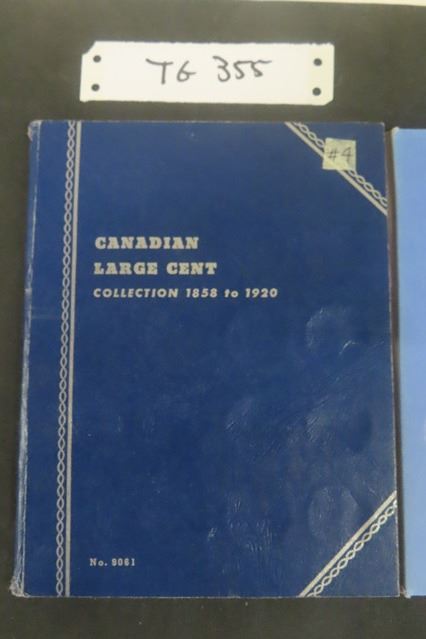 TG 355
#4
CANADIAN
LARGE CENT
COLLECTION 1858 to 1920
No. 9061